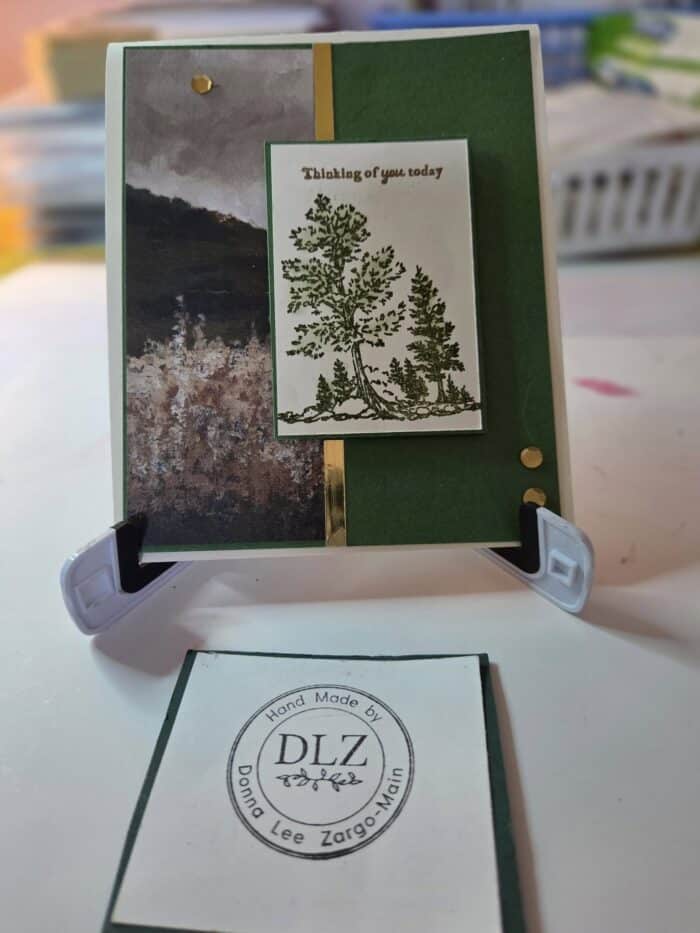 Thinking of you today
Hand Made by
DLZ
Donna Lee Zargo-Main